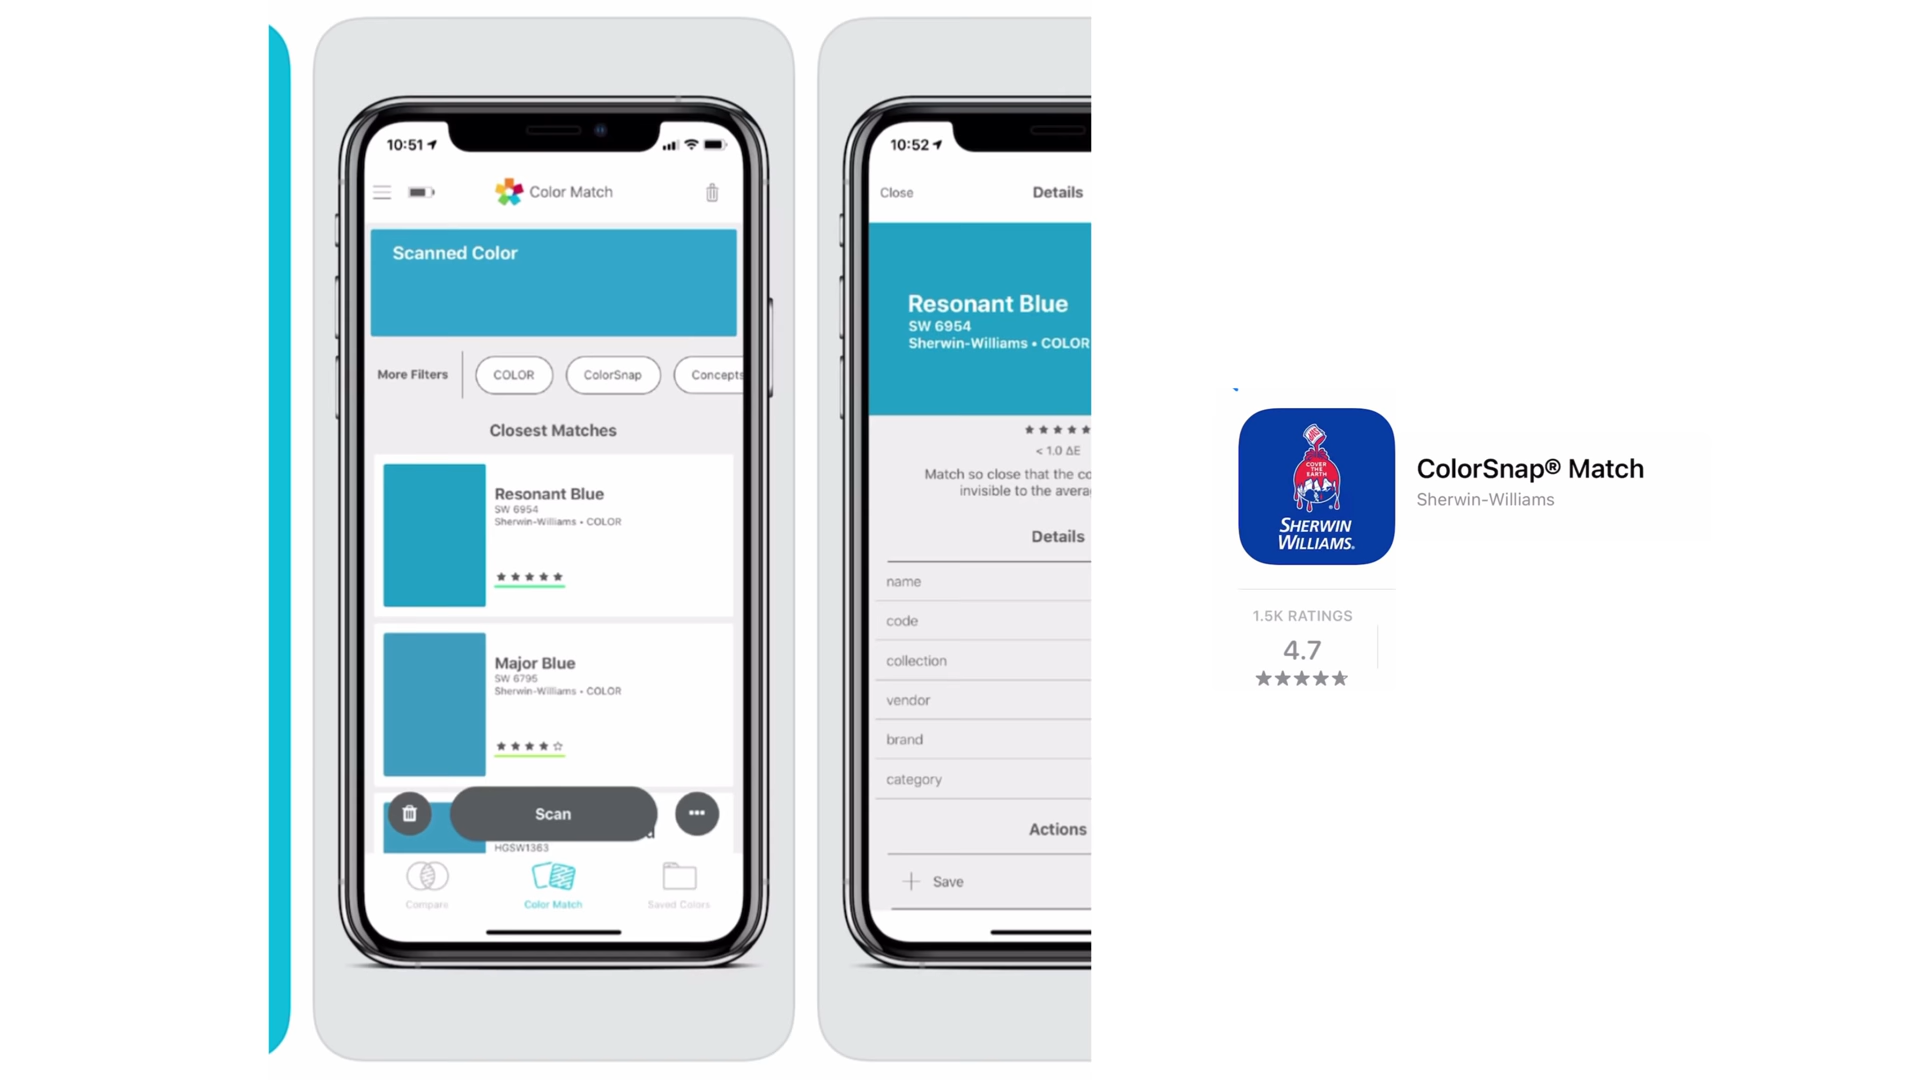 10:51
Color Match
Scanned Color
More Filters
COLOR
ColorSnap
Concepts
Closest Matches
Resonant Blue
SW 6954
Sherwin-Williams • COLOR
Major Blue
SW 6795
Sherwin-Williams • COLOR
Scan
HGSW1363
Compare
Color Match
Saved Colors
10:52
Close
Details
Resonant Blue
SW 6954
Sherwin-Williams • COLOR
< 1.0 ΔE
Match so close that the
invisible to the
Details
name
code
collection
vendor
brand
category
Actions
Save
COVER
THE
EARTH
SHERWIN
WILLIAMS.
ColorSnap® Match
Sherwin-Williams
1.5K RATINGS
4.7